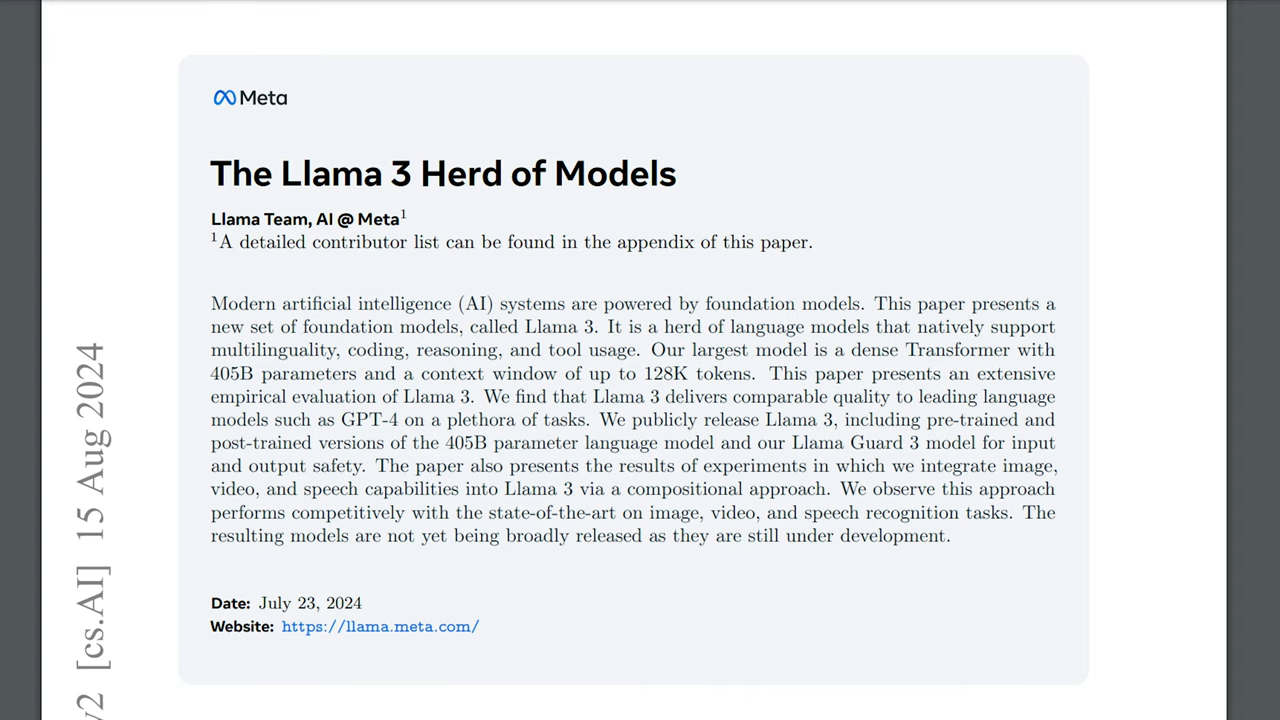 Meta
The Llama 3 Herd of Models
Llama Team, AI @ Meta¹
¹A detailed contributor list can be found in the appendix of this paper.
Modern artificial intelligence (AI) systems are powered by foundation models. This paper presents a
new set of foundation models, called Llama 3. It is a herd of language models that natively support
multilinguality, coding, reasoning, and tool usage. Our largest model is a dense Transformer with
405B parameters and a context window of up to 128K tokens. This paper presents an extensive
empirical evaluation of Llama 3. We find that Llama 3 delivers comparable quality to leading language
models such as GPT-4 on a plethora of tasks. We publicly release Llama 3, including pre-trained and
post-trained versions of the 405B parameter language model and our Llama Guard 3 model for input
and output safety. The paper also presents the results of experiments in which we integrate image,
video, and speech capabilities into Llama 3 via a compositional approach. We observe this approach
performs competitively with the state-of-the-art on image, video, and speech recognition tasks. The
resulting models are not yet being broadly released as they are still under development.
Date: July 23, 2024
Website: https://llama.meta.com/
v2 [cs.AI] 15 Aug 2024